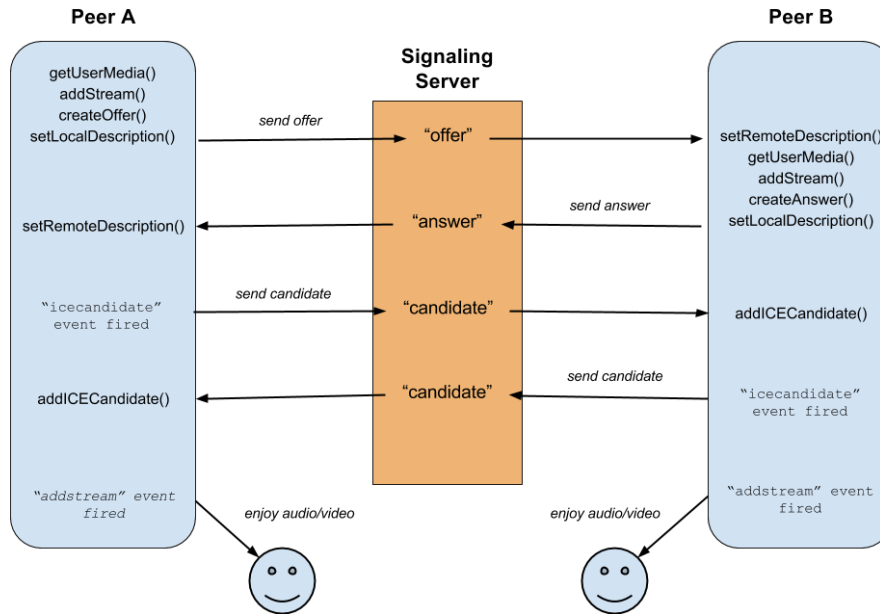 Peer A
Peer B
Signaling
Server
getUserMedia()
addStream()
createOffer()
setLocalDescription()
send offer
“offer”
setRemoteDescription()
getUserMedia()
addStream()
createAnswer()
setLocalDescription()
send answer
“answer”
setRemoteDescription()
“icecandidate”
event fired
send candidate
“candidate”
addICECandidate()
send candidate
“candidate”
addICECandidate()
“icecandidate”
event fired
“addstream” event
fired
enjoy audio/video
enjoy audio/video
“addstream” event
fired